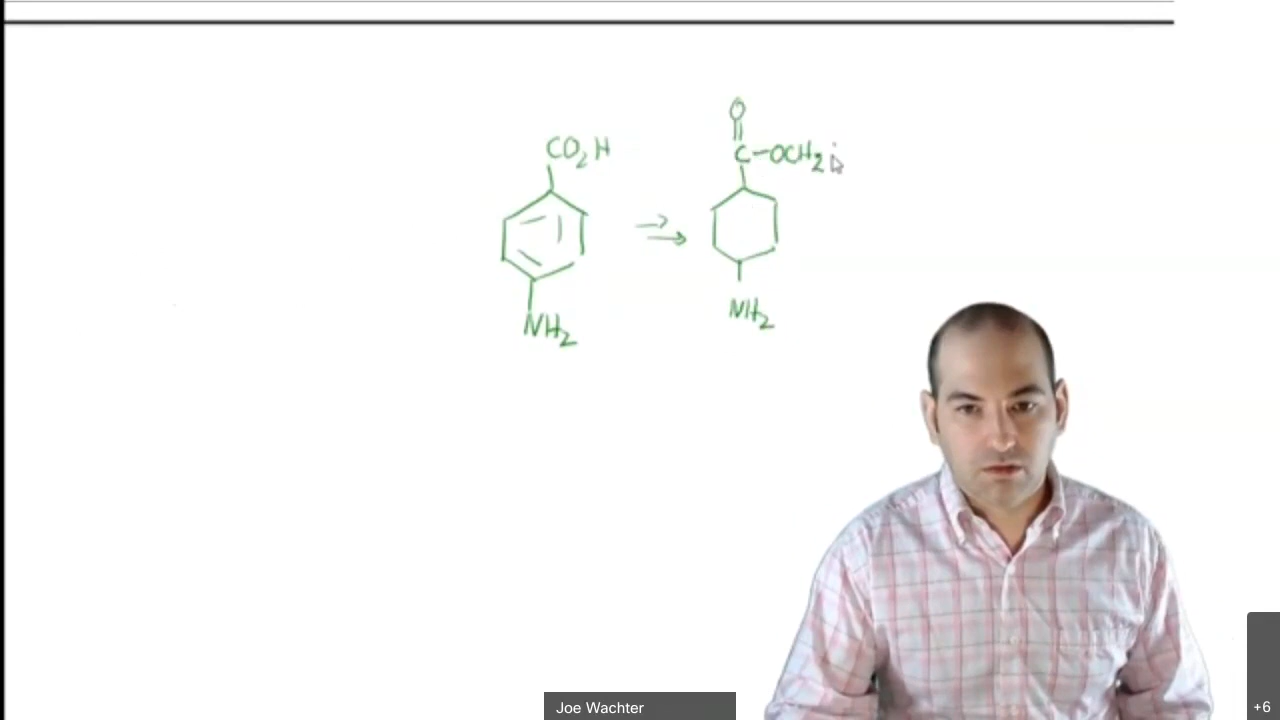 O
CO₂H
C-OCH₂
NH₂
NH₂
Joe Wachter
+6